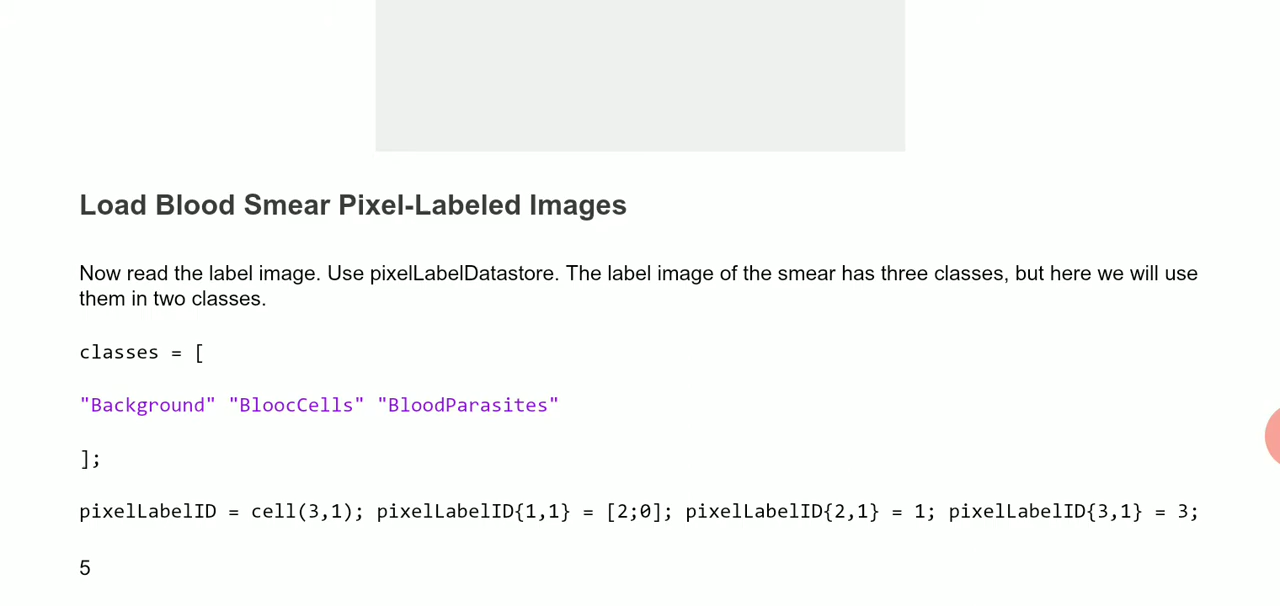 Load Blood Smear Pixel-Labeled Images
Now read the label image. Use pixelLabelDatastore. The label image of the smear has three classes, but here we will use
them in two classes.
classes = [
"Background" "BloocCells" "BloodParasites"
];
pixelLabelID = cell(3,1); pixelLabelID{1,1} = [2;0]; pixelLabelID{2,1} = 1; pixelLabelID{3,1} = 3;
5